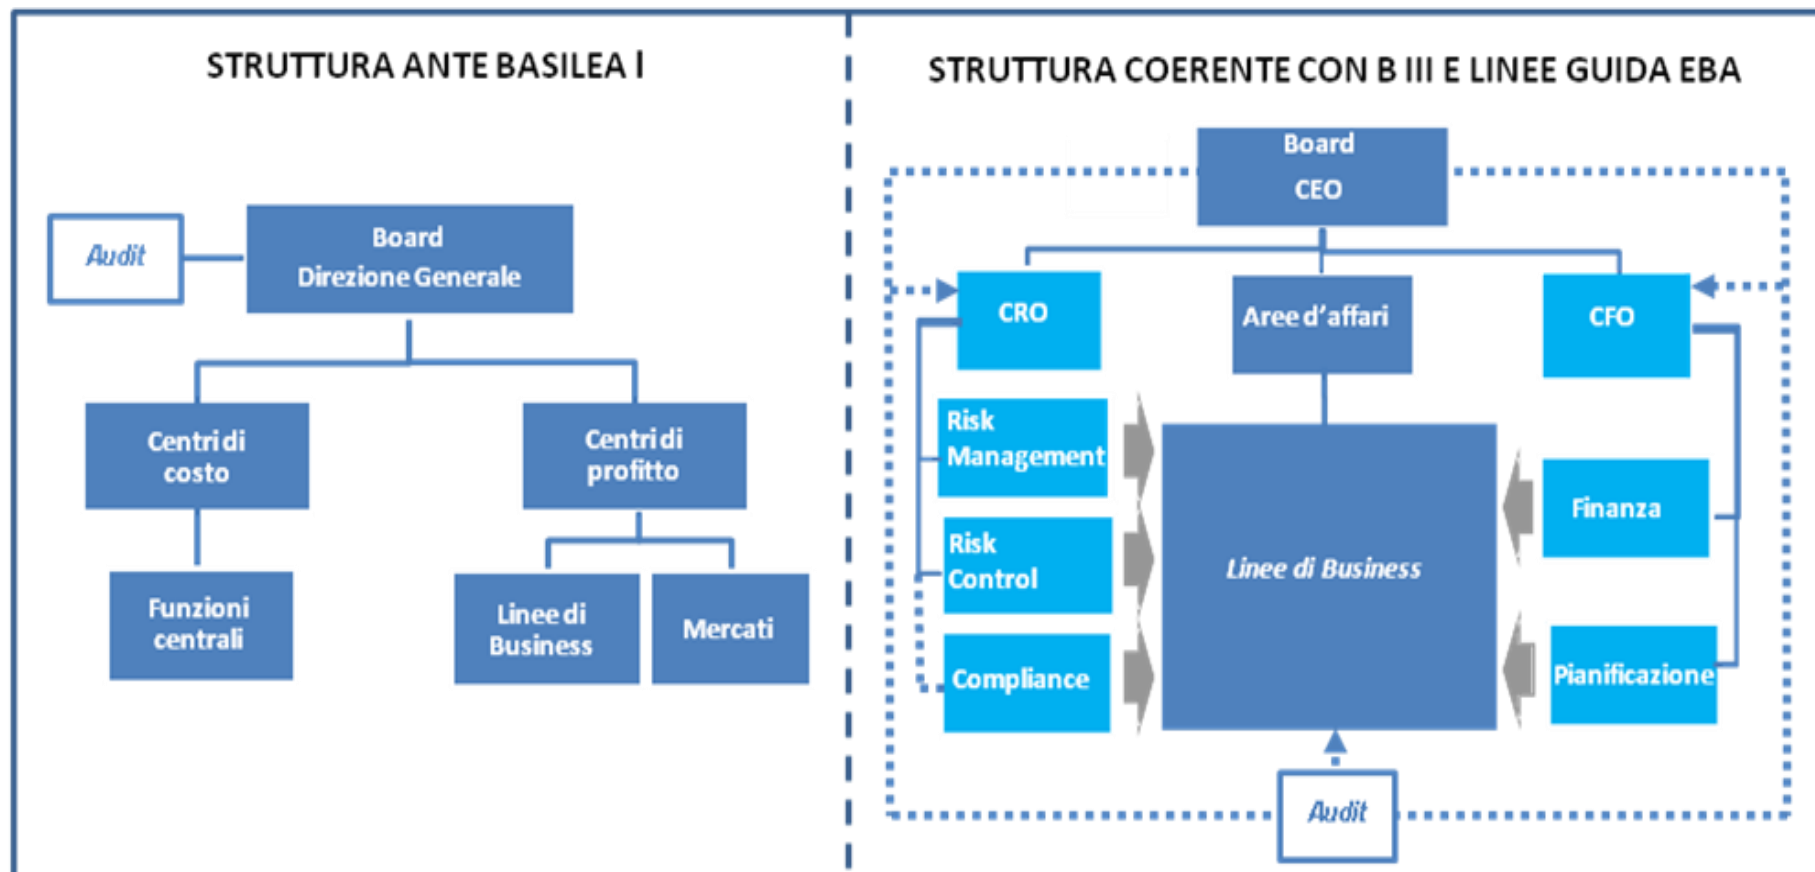 STRUTTURA ANTE BASILEA I
Audit
Board
Direzione Generale
Centri di
costo
Centri di
profitto
Funzioni
centrali
Linee di
Business
Mercati
STRUTTURA COERENTE CON B III E LINEE GUIDA EBA
Board
CEO
CRO
Aree d'affari
CFO
Risk
Management
Risk
Control
Compliance
Linee di Business
Finanza
Pianificazione
Audit